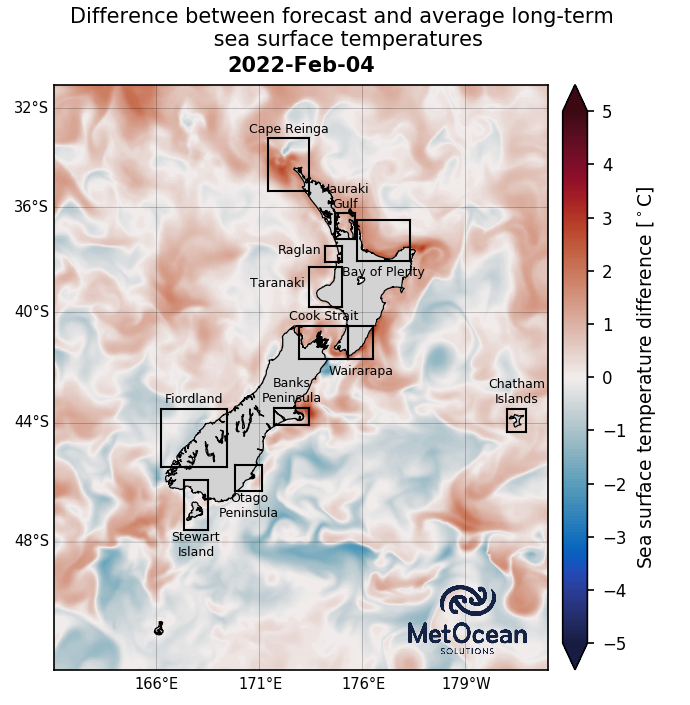 Difference between forecast and average long-term
sea surface temperatures
2022-Feb-04
32°S
36°S
40°S
44°S
48°S
Cape Reinga
Hauraki
Gulf
Raglan
Bay of Plenty
Taranaki
Cook Strait
Wairarapa
Banks
Peninsula
Fiordland
Chatham
Islands
Otago
Peninsula
Stewart
Island
MetOcean
SOLUTIONS
166°E
171°E
176°E
179°W
5
4
3
2
1
0
−1
−2
−3
−4
−5
Sea surface temperature difference [°C]